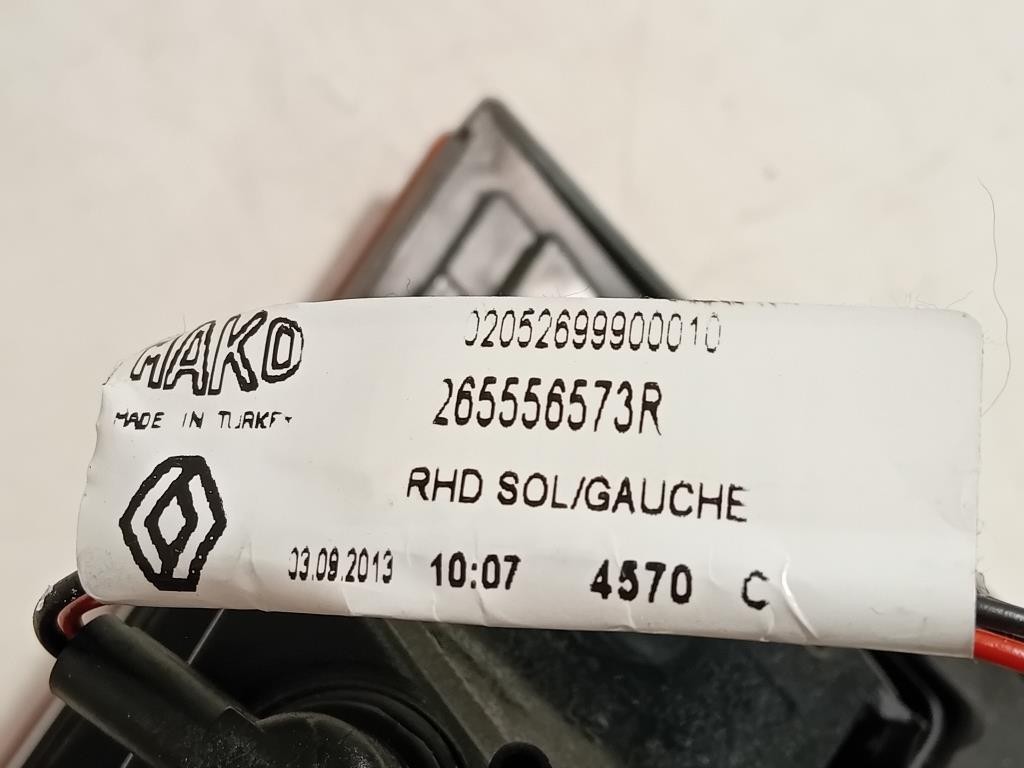 MAKO
02052699900010
MADE IN TURKEY
265556573R
RHD SOL/GAUCHE
03.09.2013 10:07 4570 C